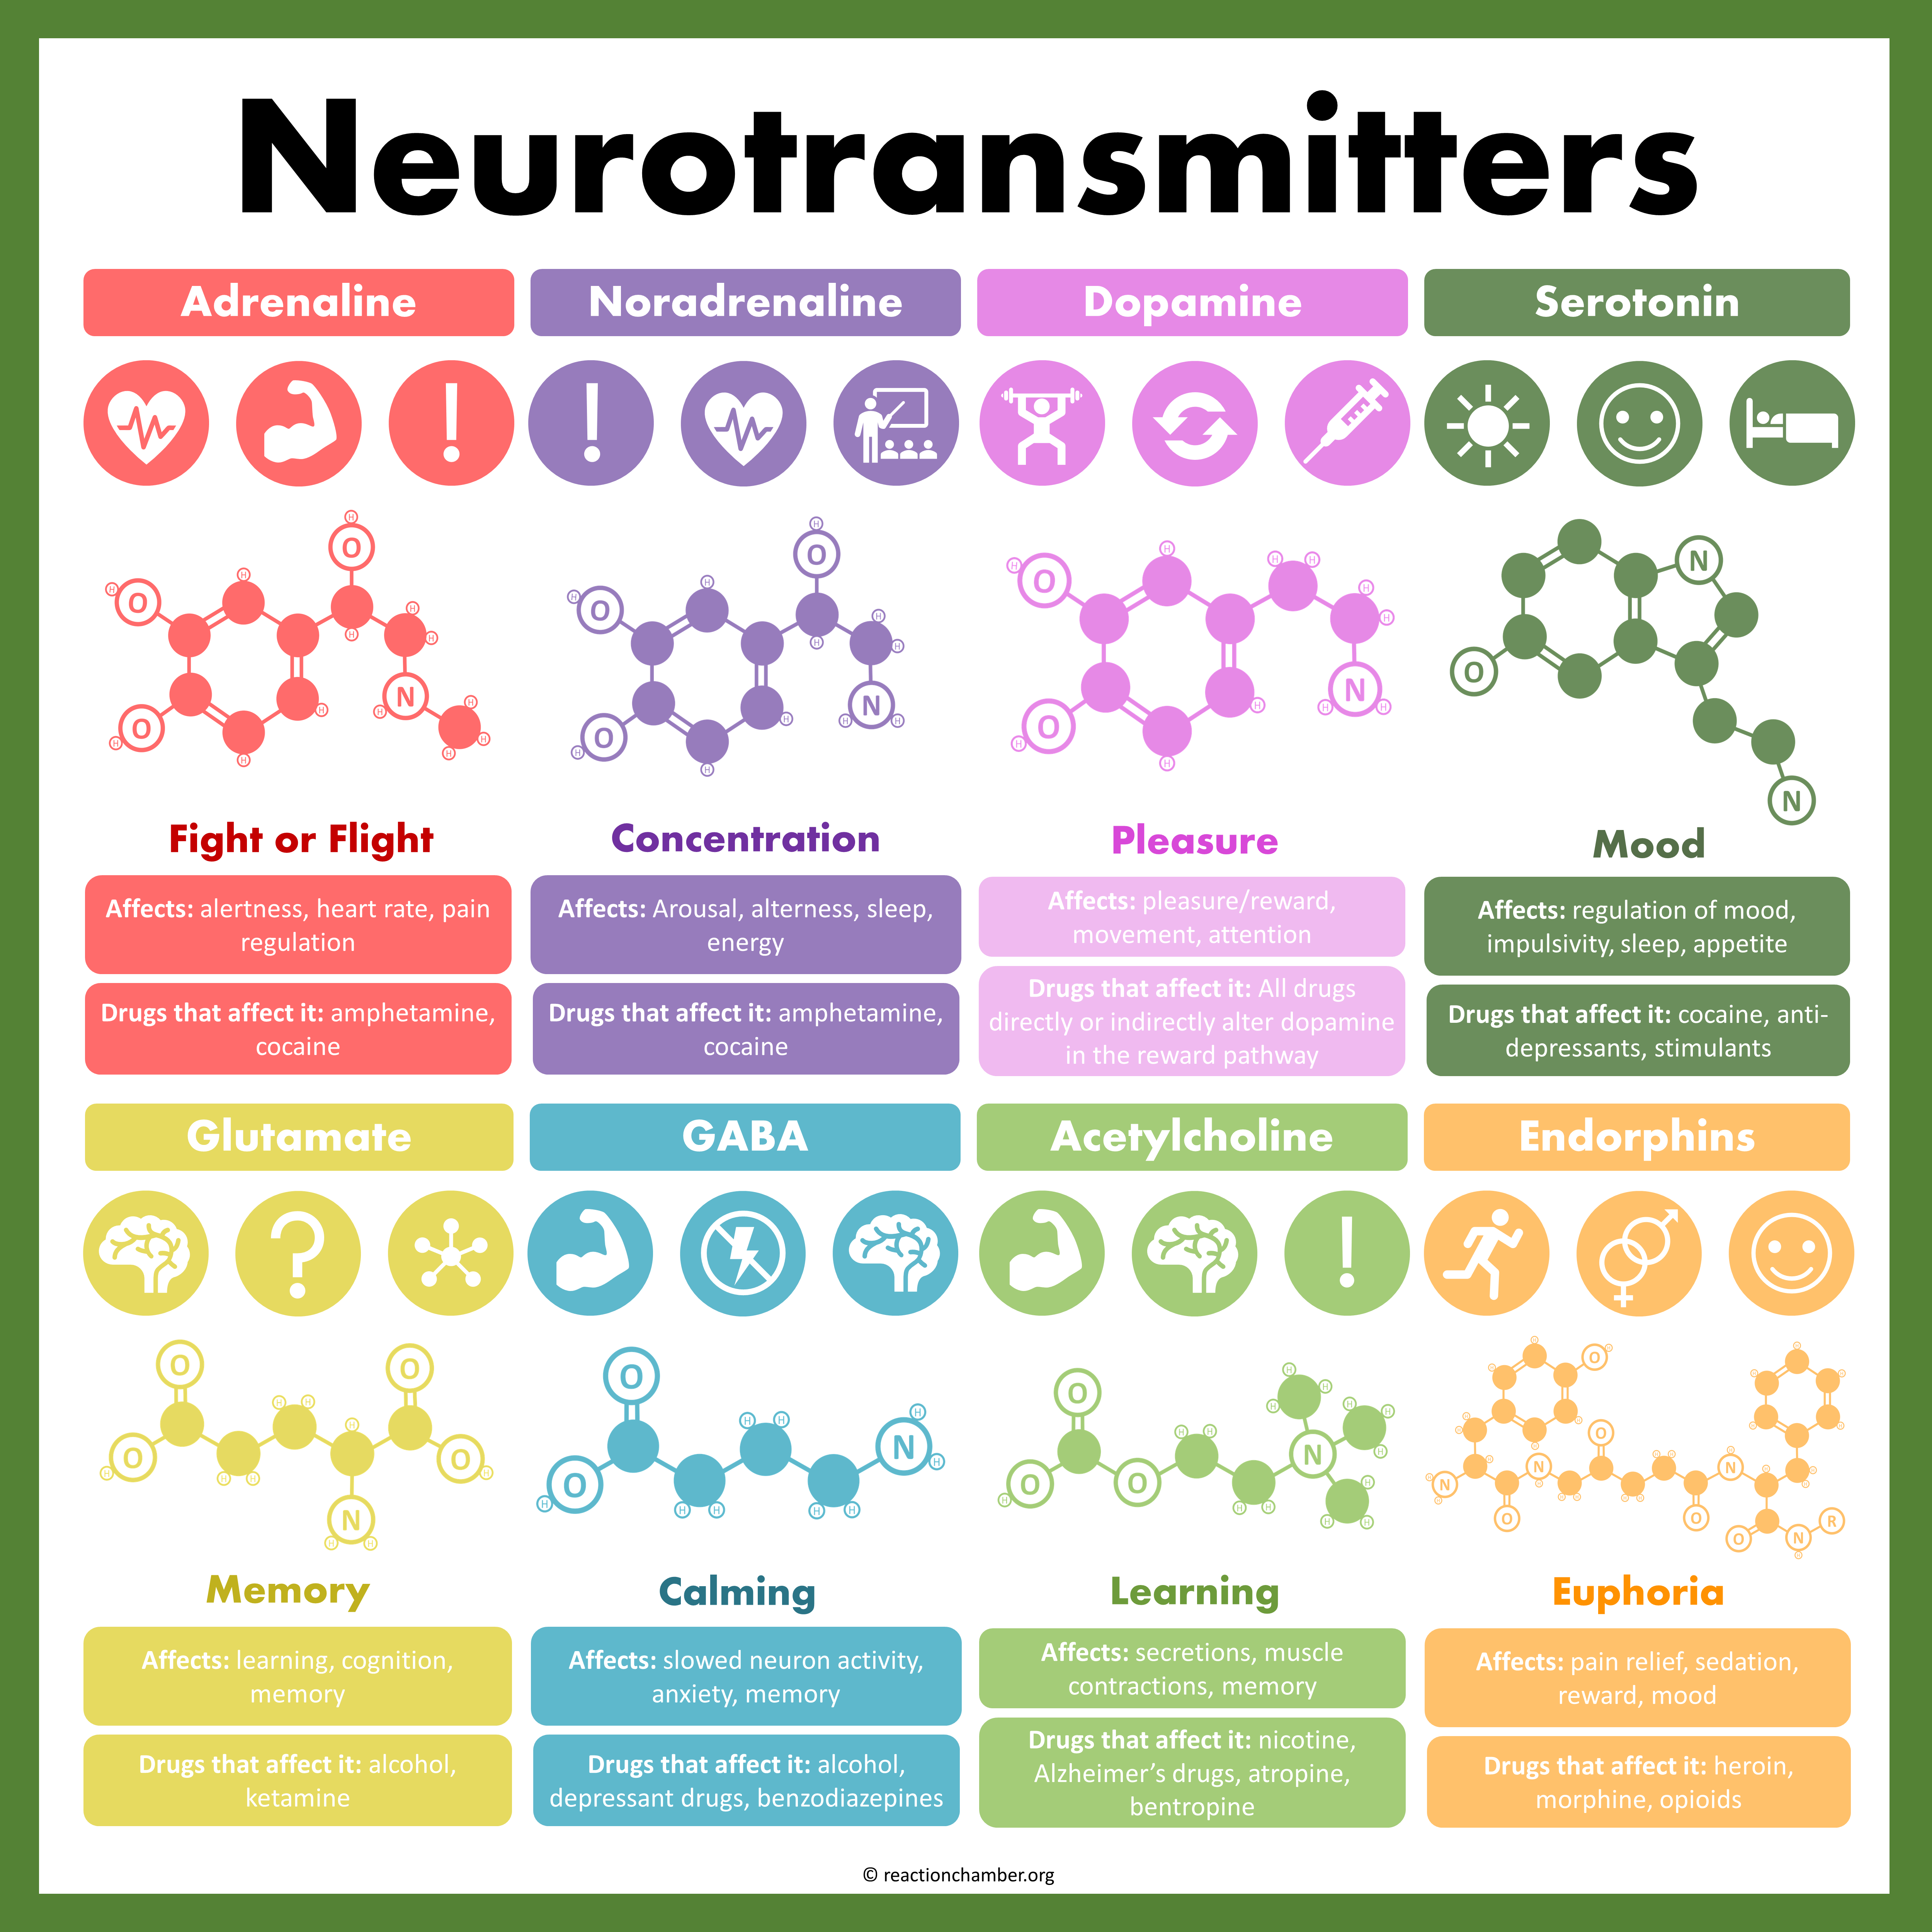 Neurotransmitters
Adrenaline
Noradrenaline
Dopamine
Serotonin
Fight or Flight
Affects: alertness, heart rate, pain
regulation
Drugs that affect it: amphetamine,
cocaine
Concentration
Affects: Arousal, alterness, sleep,
energy
Drugs that affect it: amphetamine,
cocaine
Pleasure
Affects: pleasure/reward,
movement, attention
Drugs that affect it: All drugs
directly or indirectly alter dopamine
in the reward pathway
Mood
Affects: regulation of mood,
impulsivity, sleep, appetite
Drugs that affect it: cocaine, anti-
depressants, stimulants
Glutamate
GABA
Acetylcholine
Endorphins
Memory
Affects: learning, cognition,
memory
Drugs that affect it: alcohol,
ketamine
Calming
Affects: slowed neuron activity,
anxiety, memory
Drugs that affect it: alcohol,
depressant drugs, benzodiazepines
Learning
Affects: secretions, muscle
contractions, memory
Drugs that affect it: nicotine,
Alzheimer’s drugs, atropine,
bentropine
Euphoria
Affects: pain relief, sedation,
reward, mood
Drugs that affect it: heroin,
morphine, opioids
© reactionchamber.org